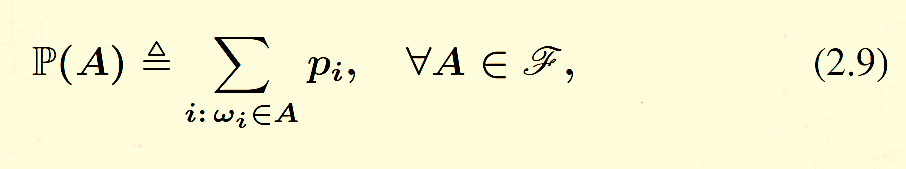 ℙ(A) ≜ ∑_{i: ω_i∈A} p_i, ∀A ∈ ℱ, (2.9)